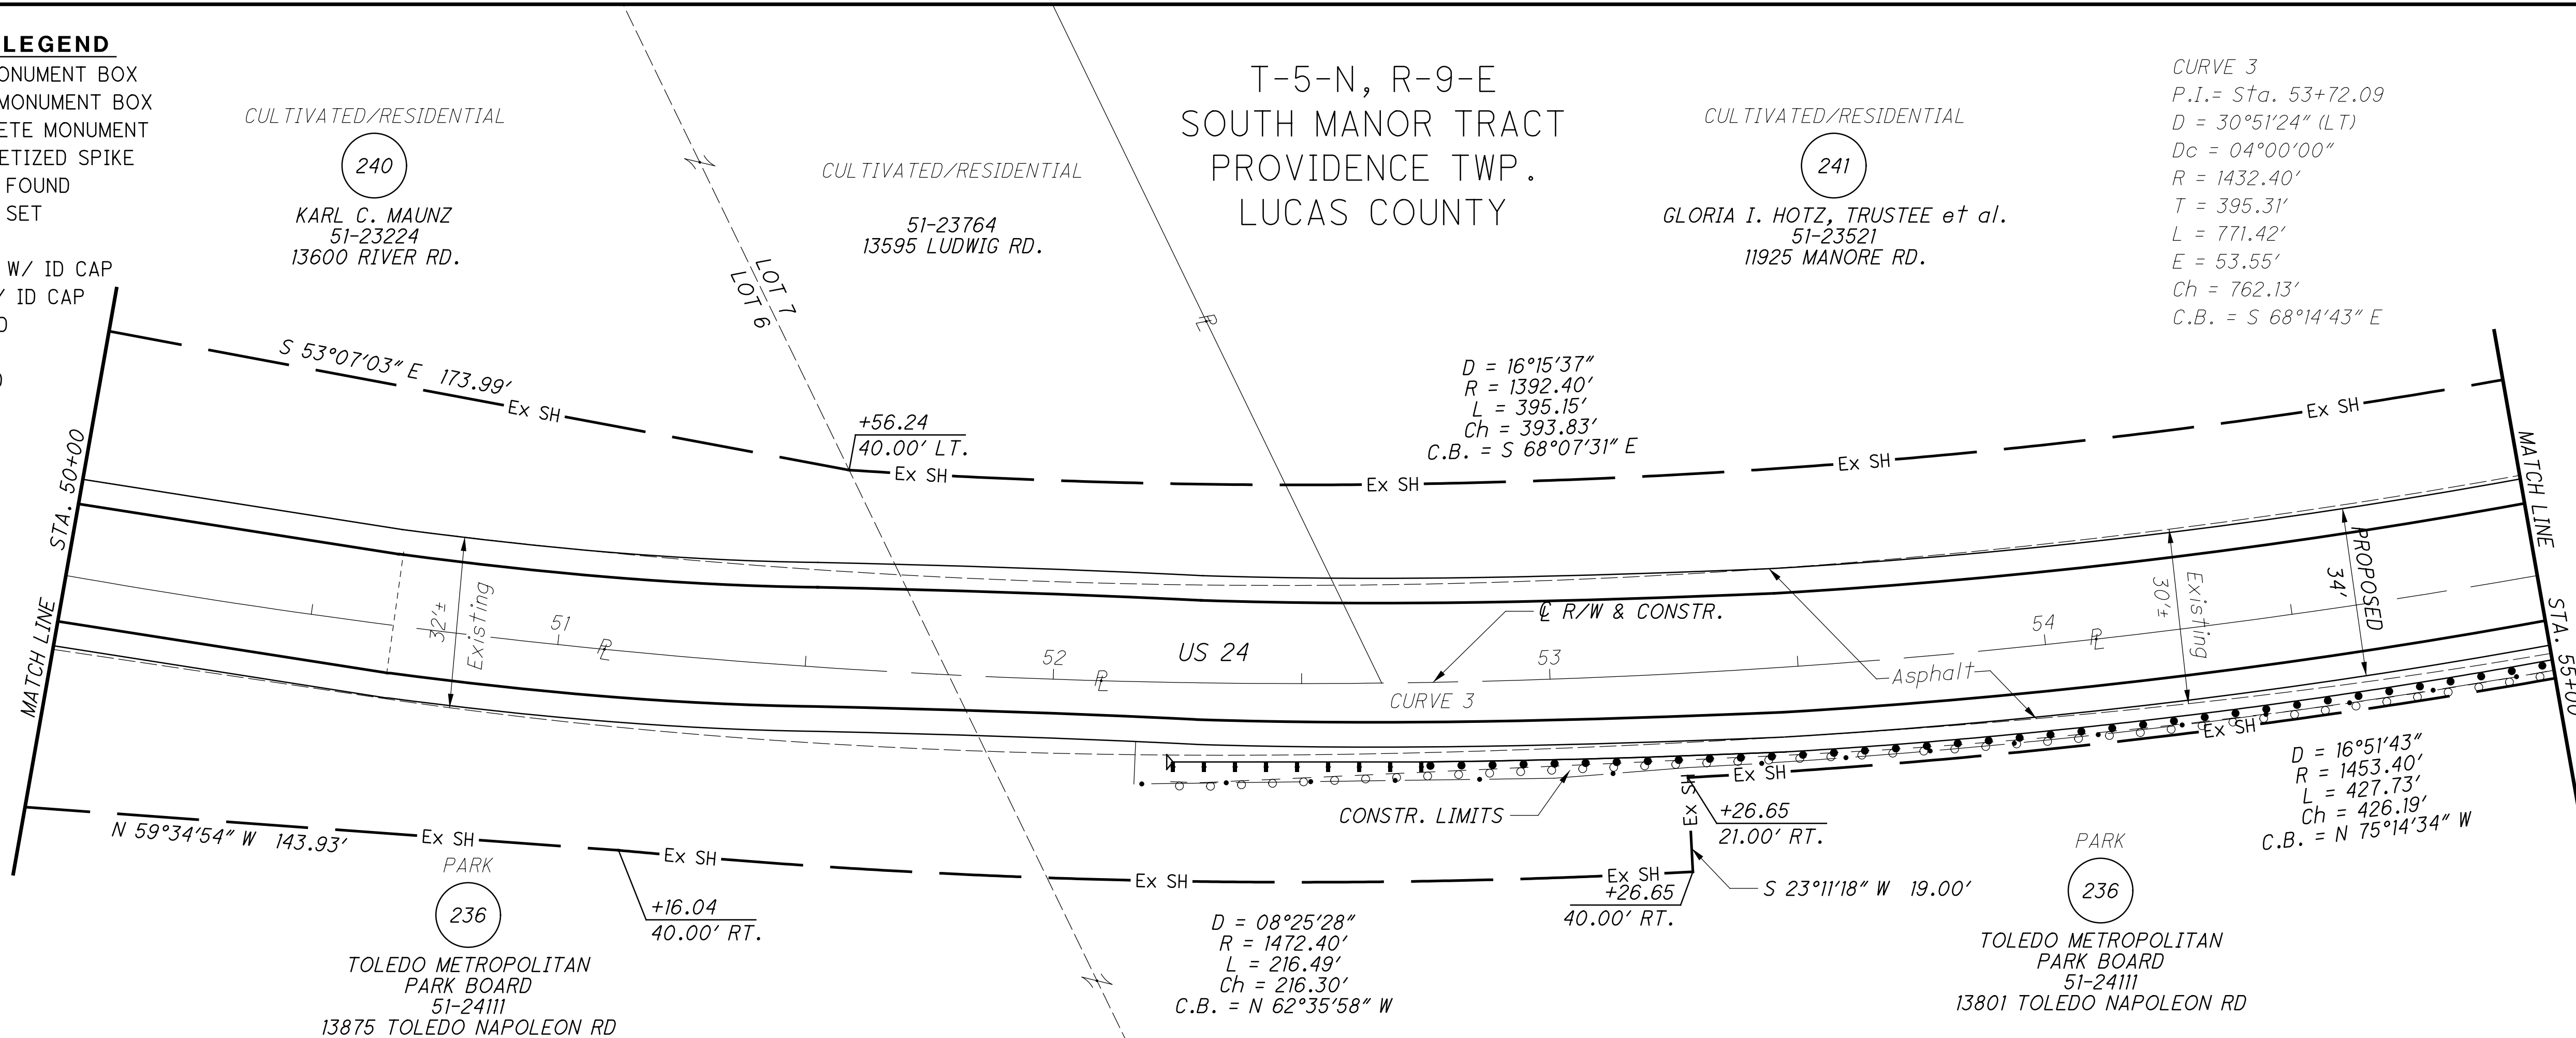 LEGEND
ONUMENT BOX
MONUMENT BOX
ETE MONUMENT
ETIZED SPIKE
FOUND
SET
W/ ID CAP
ID CAP
CULTIVATED/RESIDENTIAL
240
KARL C. MAUNZ
51-23224
13600 RIVER RD.
CULTIVATED/RESIDENTIAL
51-23764
13595 LUDWIG RD.
T-5-N, R-9-E
SOUTH MANOR TRACT
PROVIDENCE TWP.
LUCAS COUNTY
CULTIVATED/RESIDENTIAL
241
GLORIA I. HOTZ, TRUSTEE et al.
51-23521
11925 MANORE RD.
CURVE 3
P.I.= Sta. 53+72.09
D = 30°51'24" (LT)
Dc = 04°00'00"
R = 1432.40'
T = 395.31'
L = 771.42'
E = 53.55'
Ch = 762.13'
C.B. = S 68°14'43" E
LOT 7
LOT 6
S 53°07'03" E 173.99'
Ex SH
+56.24
40.00' LT.
Ex SH
D = 16°15'37"
R = 1392.40'
L = 395.15'
Ch = 393.83'
C.B. = S 68°07'31" E
Ex SH
Ex SH
Ex SH
MATCH LINE STA. 50+00
MATCH LINE STA. 55+00
32'±
Existing
51
52
US 24
CURVE 3
℄ R/W & CONSTR.
53
Asphalt
54
30'±
Existing
PROPOSED
34'
CONSTR. LIMITS
Ex SH
Ex SH
Ex SH
+26.65
21.00' RT.
D = 16°51'43"
R = 1453.40'
L = 427.73'
Ch = 426.19'
C.B. = N 75°14'34" W
N 59°34'54" W 143.93'
Ex SH
Ex SH
Ex SH
Ex SH
+26.65
40.00' RT.
S 23°11'18" W 19.00'
+16.04
40.00' RT.
D = 08°25'28"
R = 1472.40'
L = 216.49'
Ch = 216.30'
C.B. = N 62°35'58" W
PARK
236
TOLEDO METROPOLITAN
PARK BOARD
51-24111
13875 TOLEDO NAPOLEON RD
PARK
236
TOLEDO METROPOLITAN
PARK BOARD
51-24111
13801 TOLEDO NAPOLEON RD